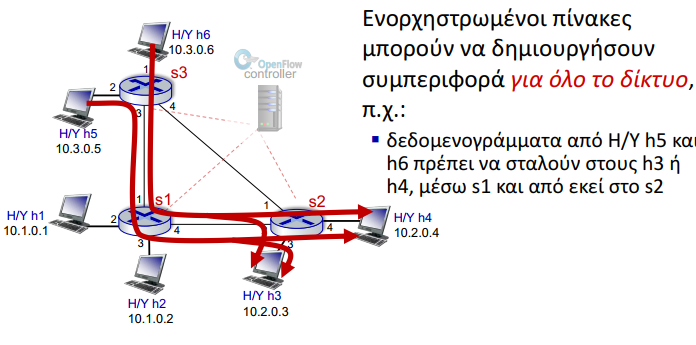 Ενορχηστρωμένοι πίνακες
μπορούν να δημιουργήσουν
συμπεριφορά για όλο το δίκτυο,
π.χ.:
δεδομενογράμματα από Η/Υ h5 και
h6 πρέπει να σταλούν στους h3 ή
h4, μέσω s1 και από εκεί στο s2
Η/Υ h6
10.3.0.6
OpenFlow
controller
1
s3
2
3
4
Η/Υ h5
10.3.0.5
1
s1
2
4
3
Η/Υ h1
10.1.0.1
Η/Υ h2
10.1.0.2
1
s2
2
4
3
Η/Υ h4
10.2.0.4
Η/Υ h3
10.2.0.3